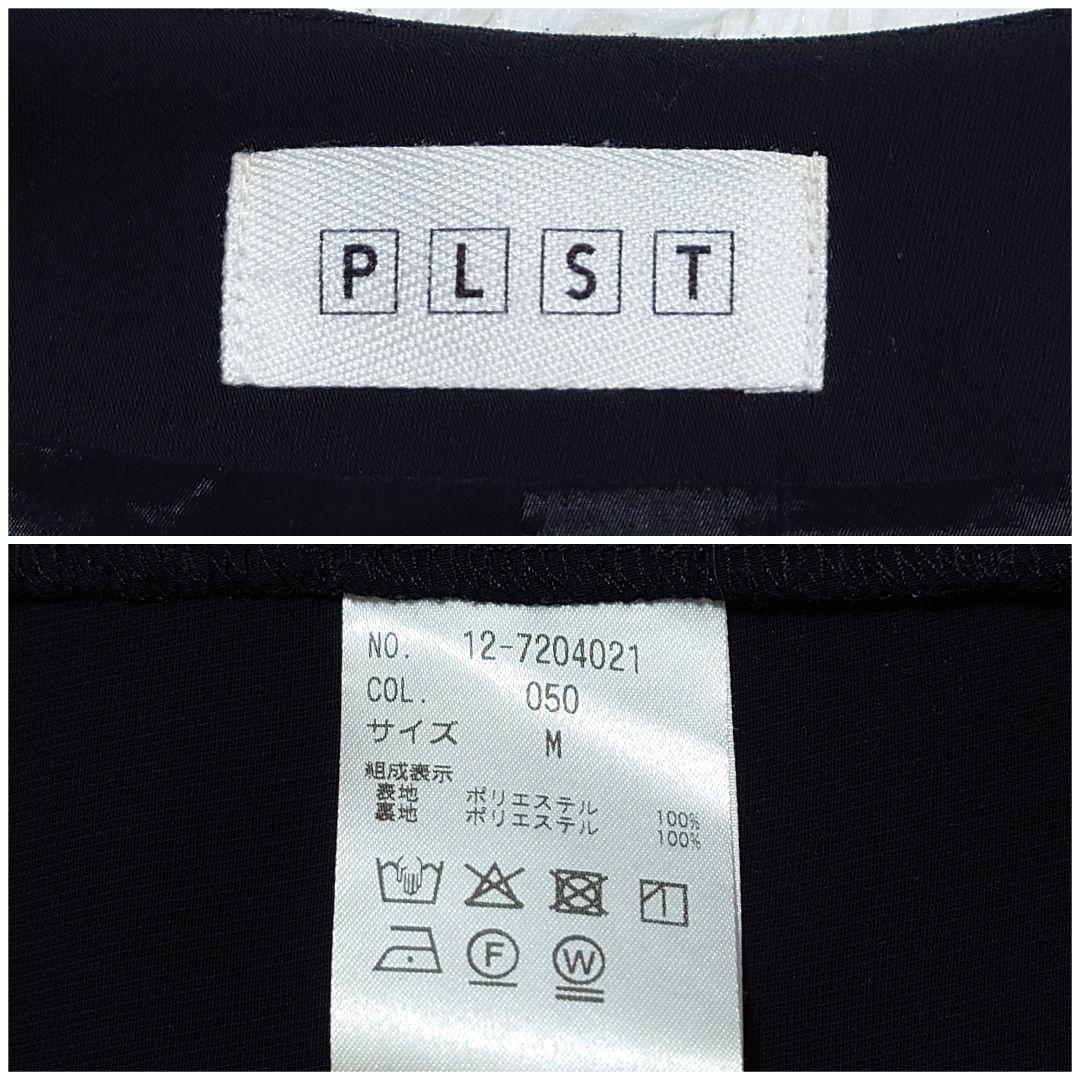 PLST
NO. 12-7204021
COL. 050
サイズ M
組成表示
表地 ポリエステル 100%
裏地 ポリエステル 100%
F W